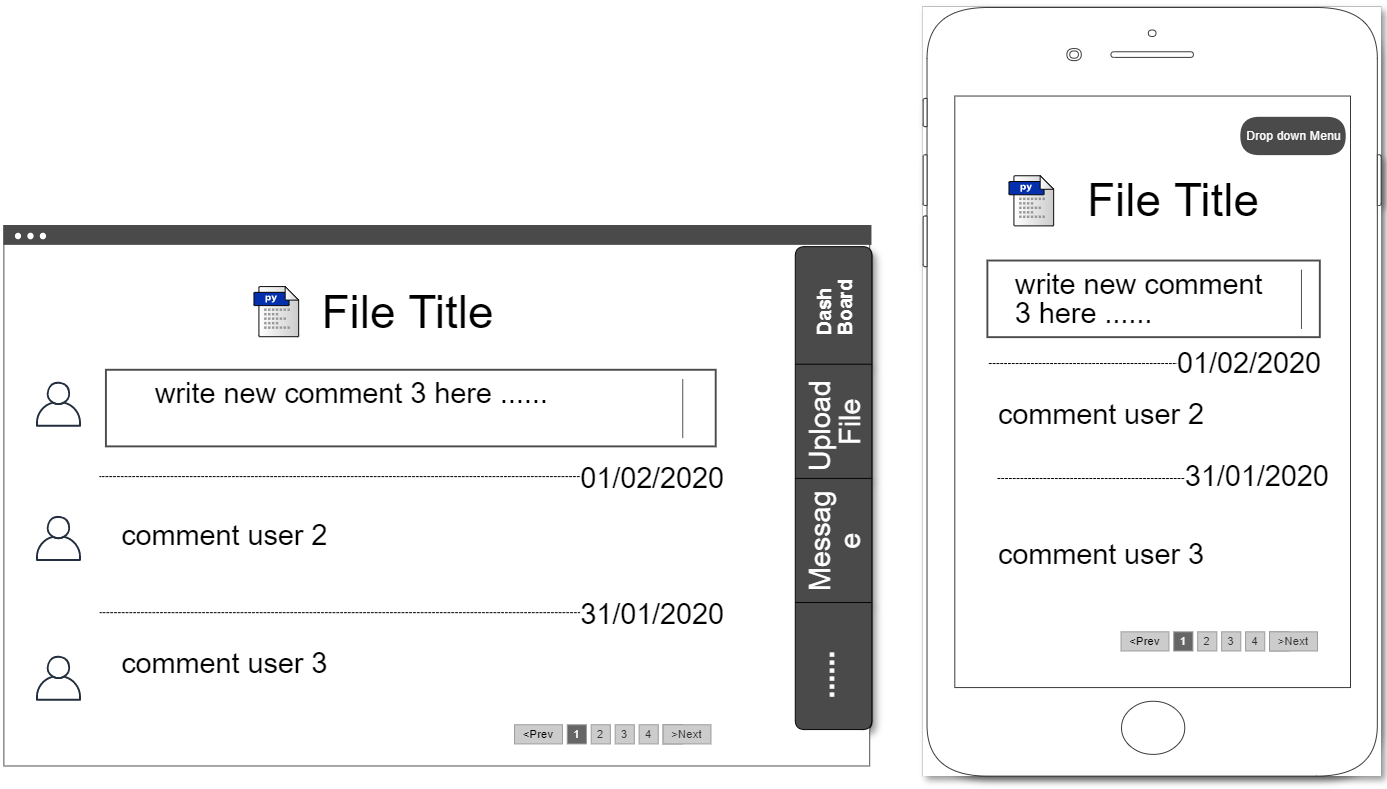 py
File Title
write new comment 3 here ......
01/02/2020
comment user 2
31/01/2020
comment user 3
<Prev 1 2 3 4 >Next
Dash
Board
Upload
File
Messag
e
......
Drop down Menu
py
File Title
write new comment
3 here ......
01/02/2020
comment user 2
31/01/2020
comment user 3
<Prev 1 2 3 4 >Next